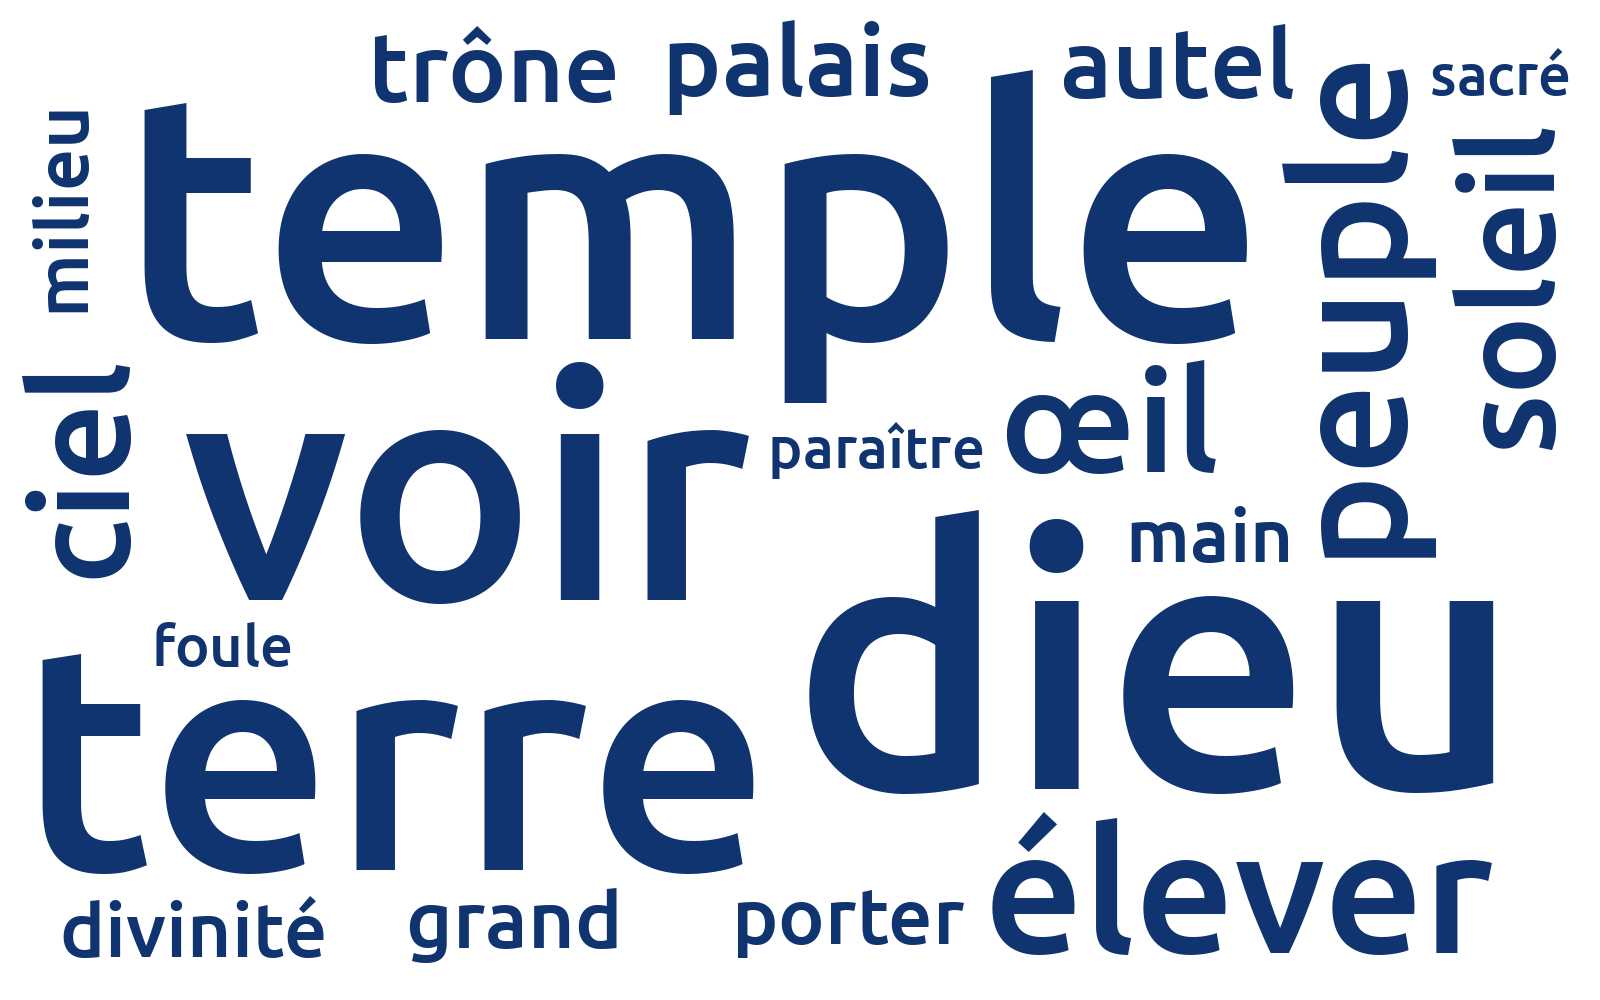 trône
palais
autel
sacré
milieu
temple
peuple
soleil
ciel
voir
paraître
œil
main
dieu
foule
terre
élever
divinité
grand
porter